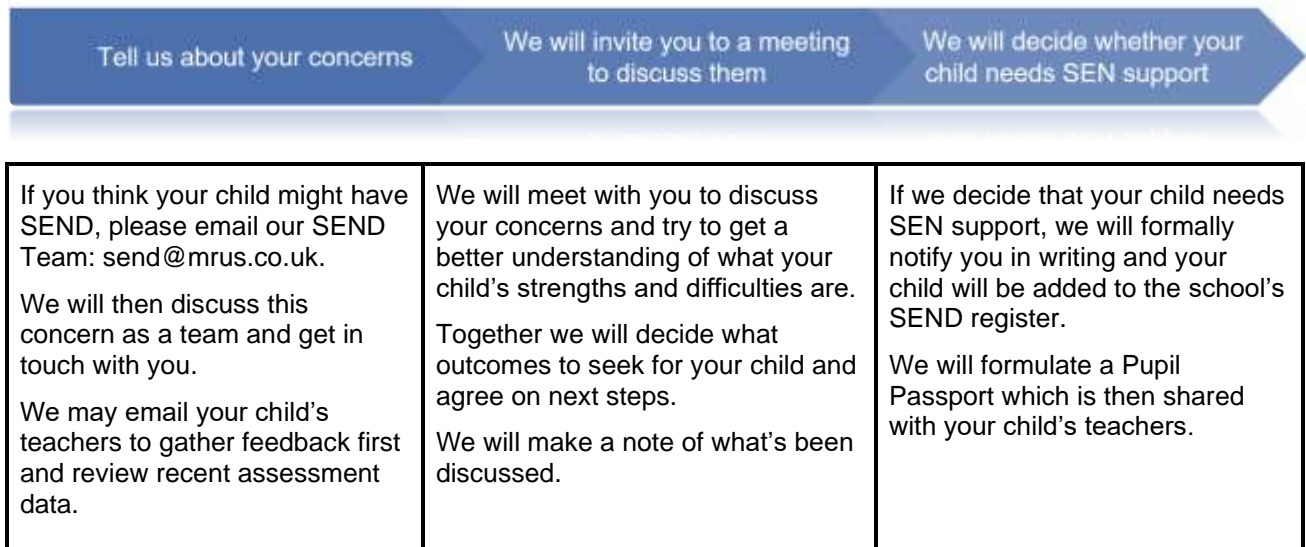 Tell us about your concerns
We will invite you to a meeting
to discuss them
We will decide whether your
child needs SEN support
If you think your child might have
SEND, please email our SEND
Team: send@mrus.co.uk.
We will then discuss this
concern as a team and get in
touch with you.
We may email your child’s
teachers to gather feedback first
and review recent assessment
data.
We will meet with you to discuss
your concerns and try to get a
better understanding of what your
child’s strengths and difficulties are.
Together we will decide what
outcomes to seek for your child and
agree on next steps.
We will make a note of what’s been
discussed.
If we decide that your child needs
SEN support, we will formally
notify you in writing and your
child will be added to the school’s
SEND register.
We will formulate a Pupil
Passport which is then shared
with your child’s teachers.